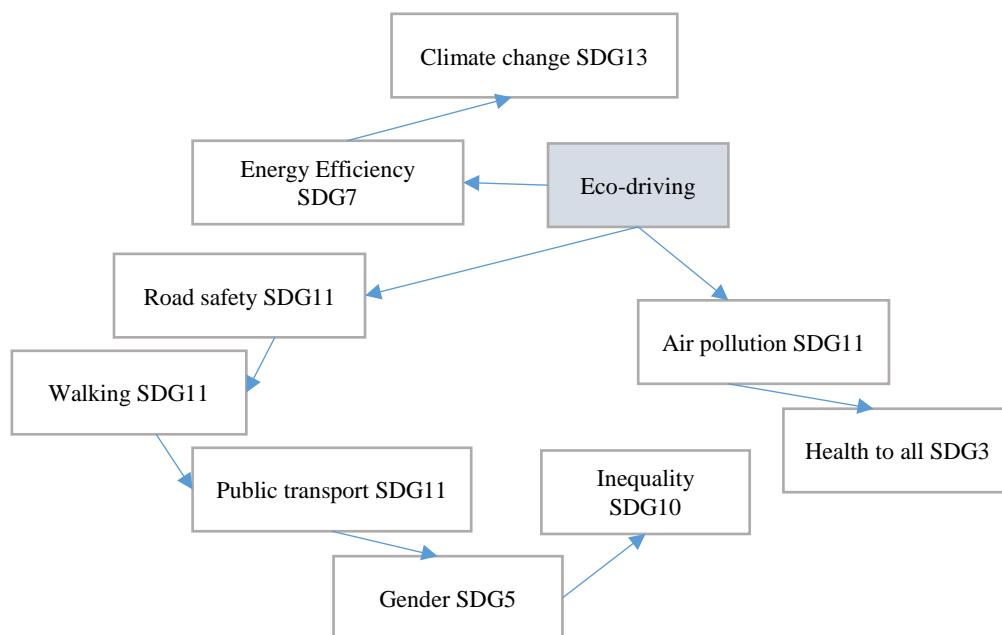 Climate change SDG13
Energy Efficiency
SDG7
Eco-driving
Road safety SDG11
Air pollution SDG11
Walking SDG11
Health to all SDG3
Public transport SDG11
Inequality
SDG10
Gender SDG5